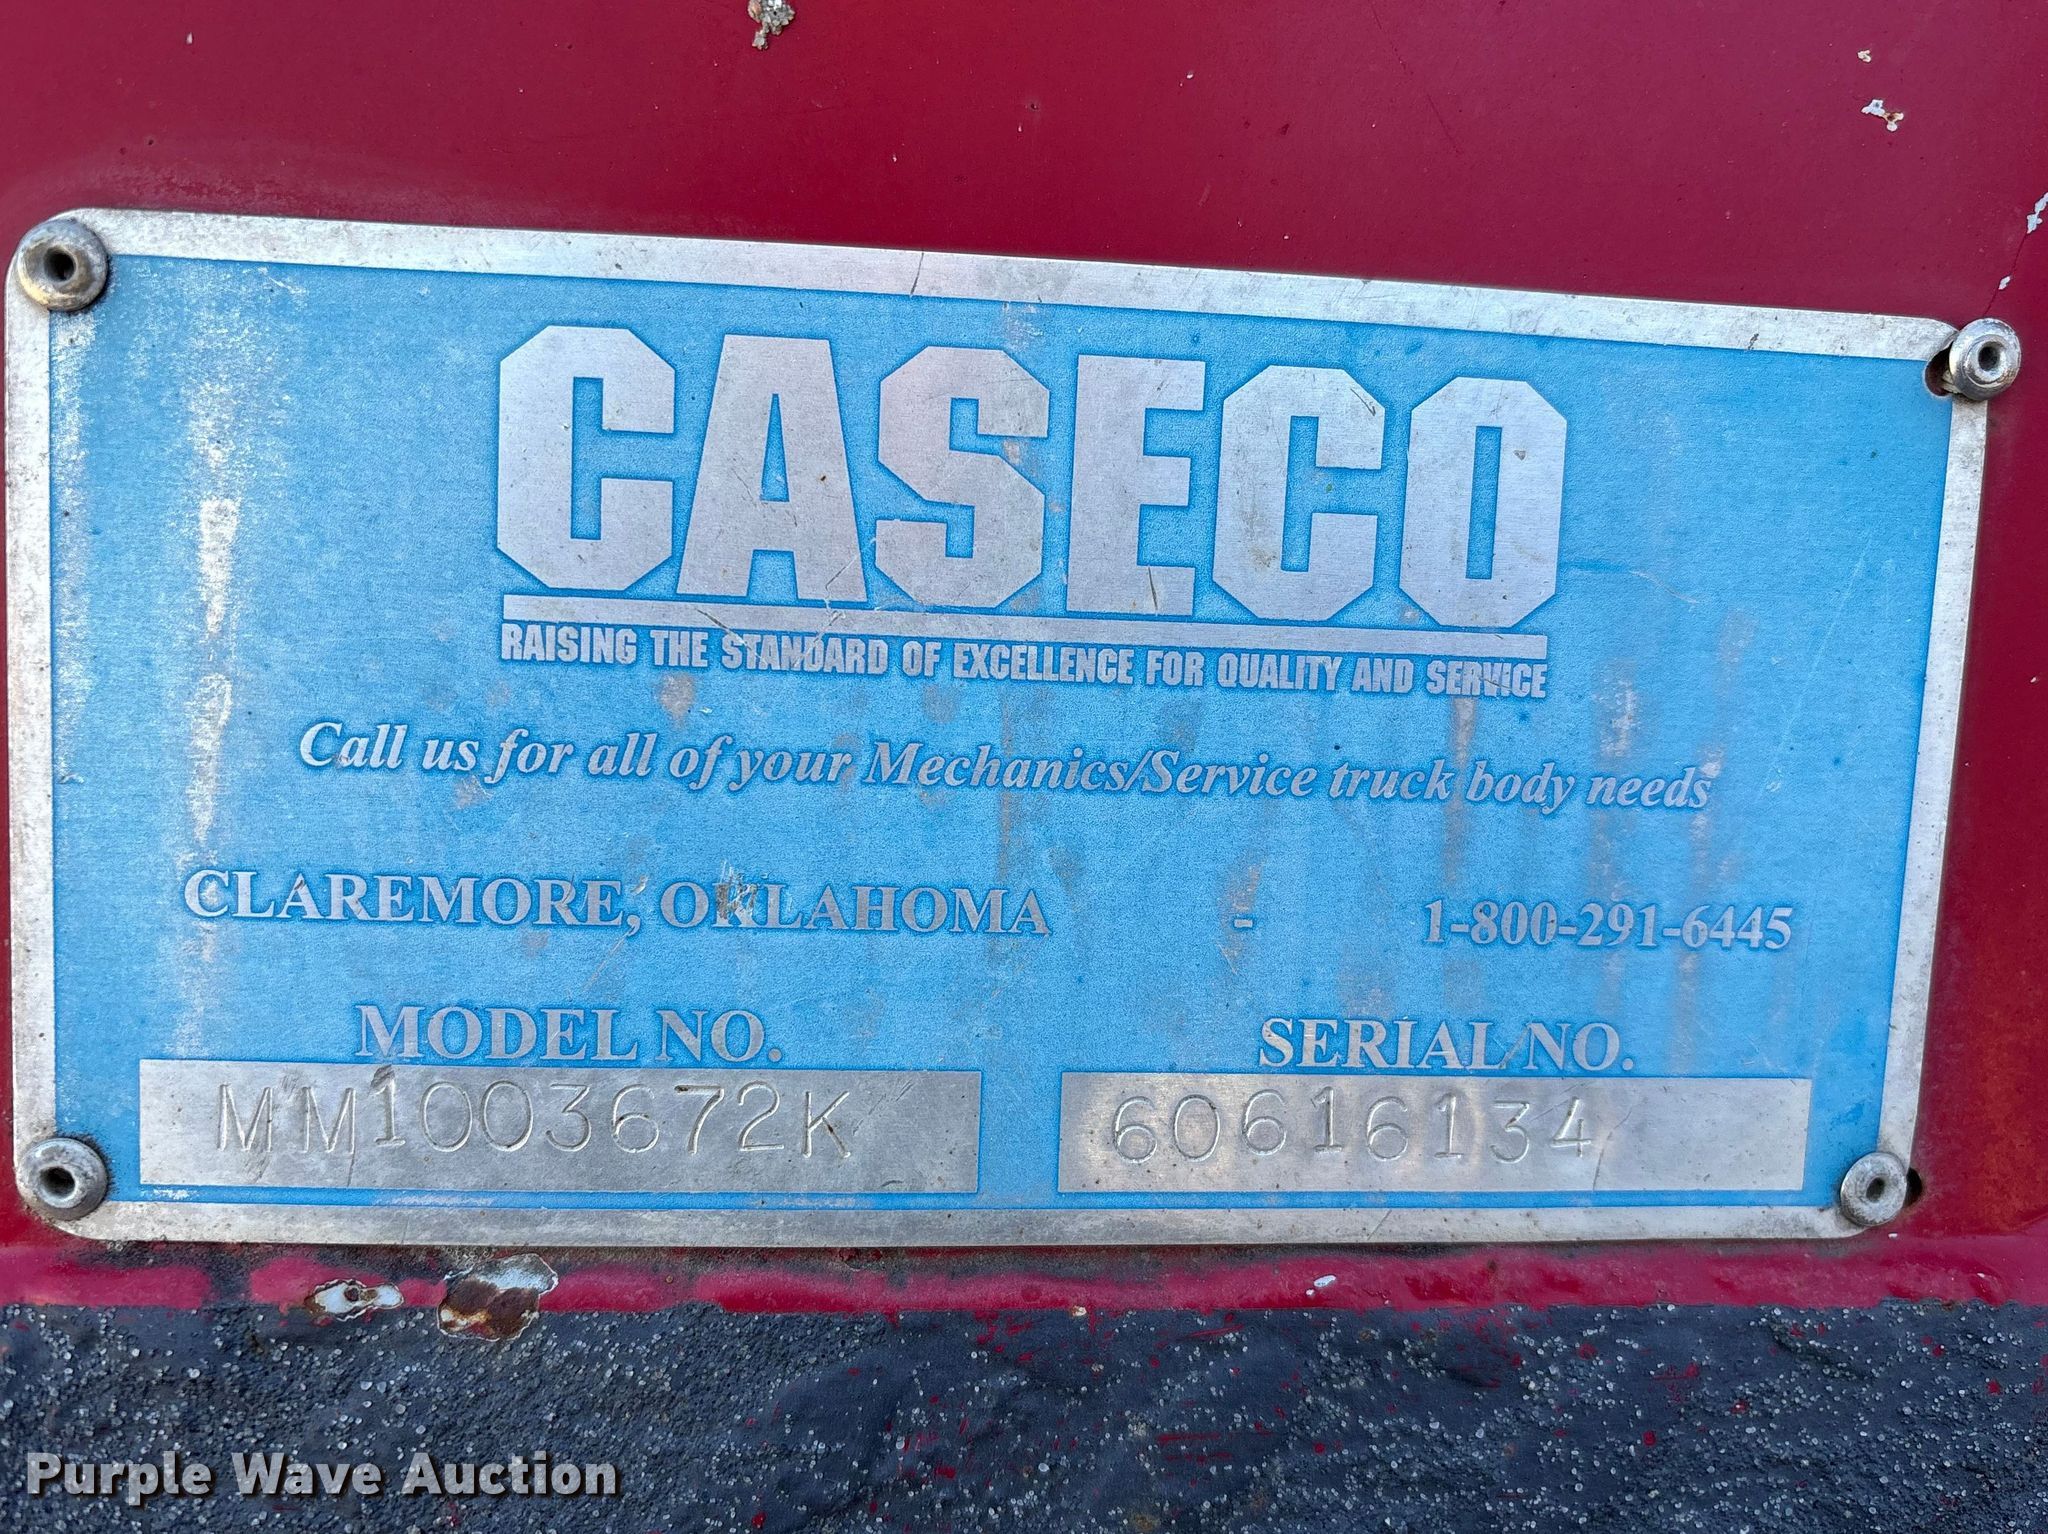 CASECO
RAISING THE STANDARD OF EXCELLENCE FOR QUALITY AND SERVICE
Call us for all of your Mechanics/Service truck body needs
CLAREMORE, OKLAHOMA - 1-800-291-6445
MODEL NO. SERIAL NO.
MM1003672K 60616134
Purple Wave Auction